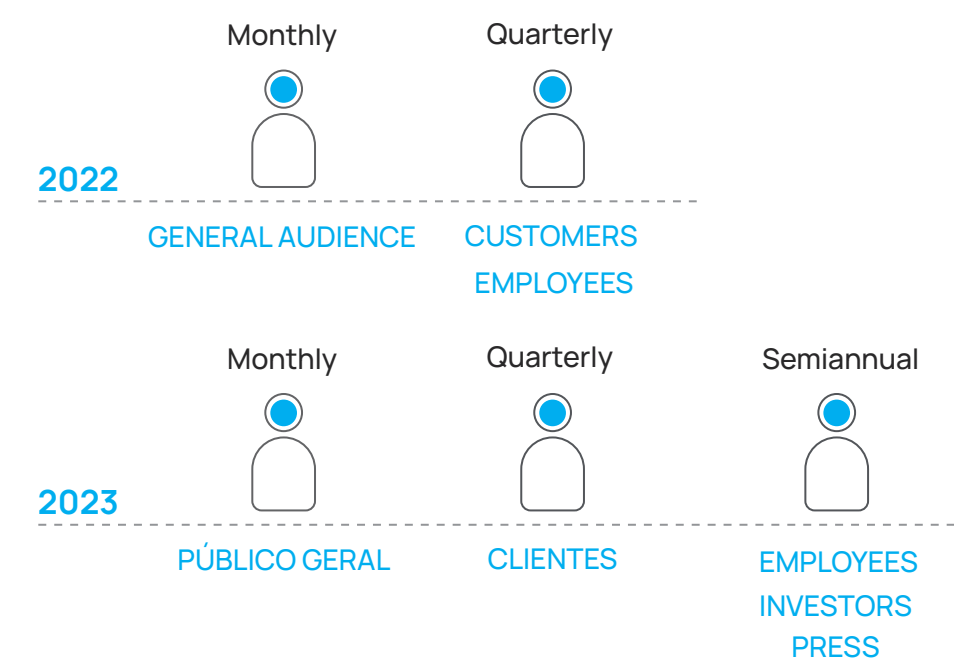 Monthly
Quarterly
2022
GENERAL AUDIENCE
CUSTOMERS
EMPLOYEES
Monthly
Quarterly
Semiannual
2023
PÚBLICO GERAL
CLIENTES
EMPLOYEES
INVESTORS
PRESS